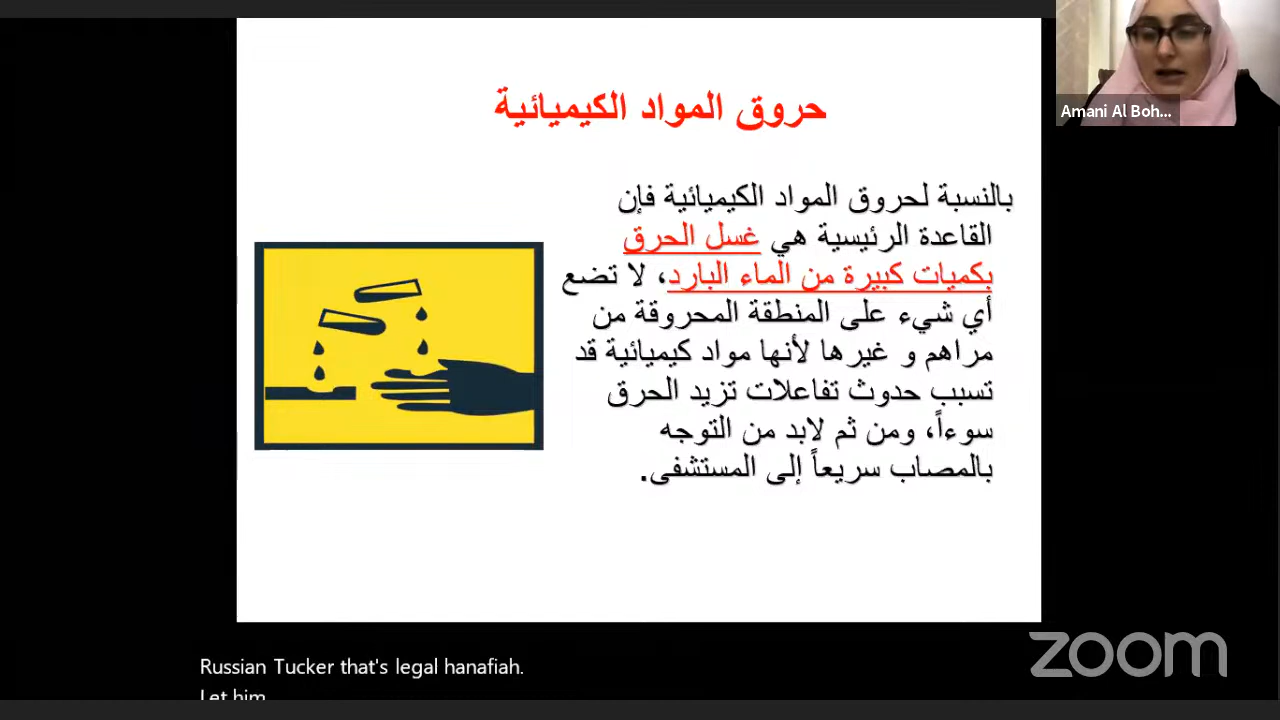 حروق المواد الكيميائية
بالنسبة لحروق المواد الكيميائية فإن
القاعدة الرئيسية هي غسل الحرق
بكميات كبيرة من الماء البارد، لا تضع
أي شيء على المنطقة المحروقة من
مراهم و غيرها لأنها مواد كيميائية قد
تسبب حدوث تفاعلات تزيد الحرق
سوءاً، ومن ثم لابد من التوجه
بالمصاب سريعاً إلى المستشفى.
Amani Al Boh...
Russian Tucker that's legal hanafiah.
Let him
zoom